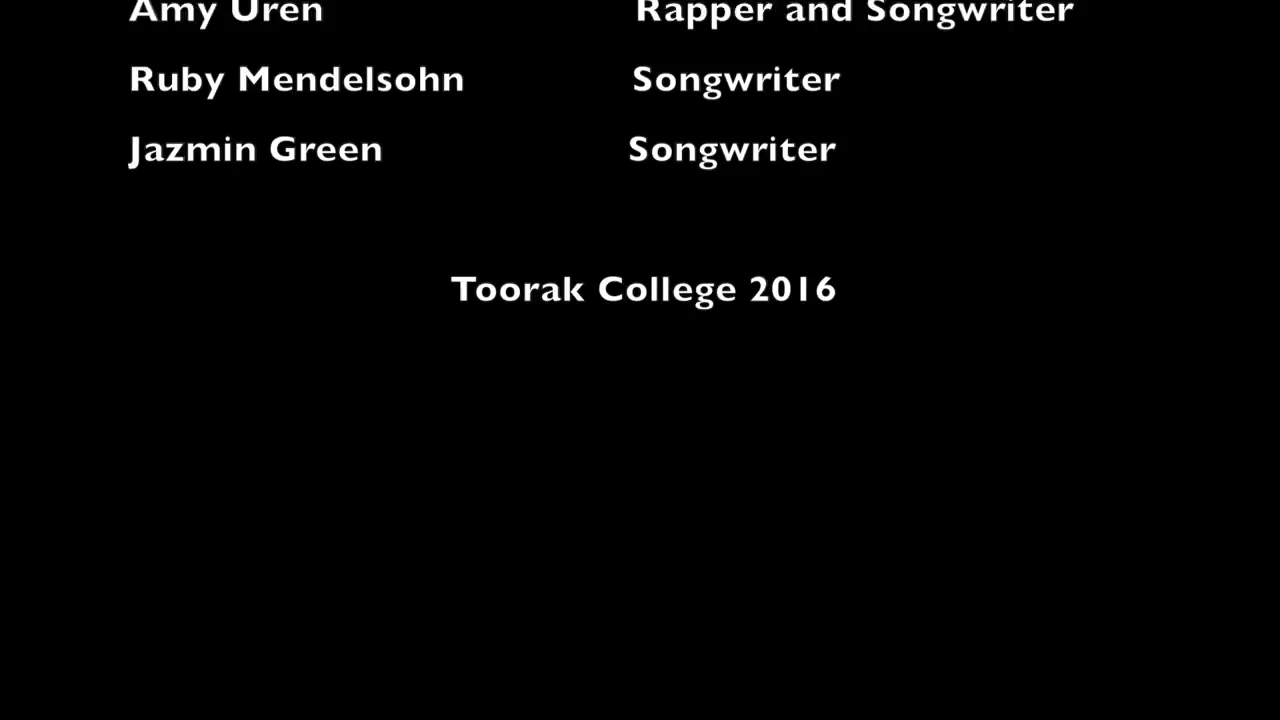 Amy Uren Rapper and Songwriter
Ruby Mendelsohn Songwriter
Jazmin Green Songwriter
Toorak College 2016